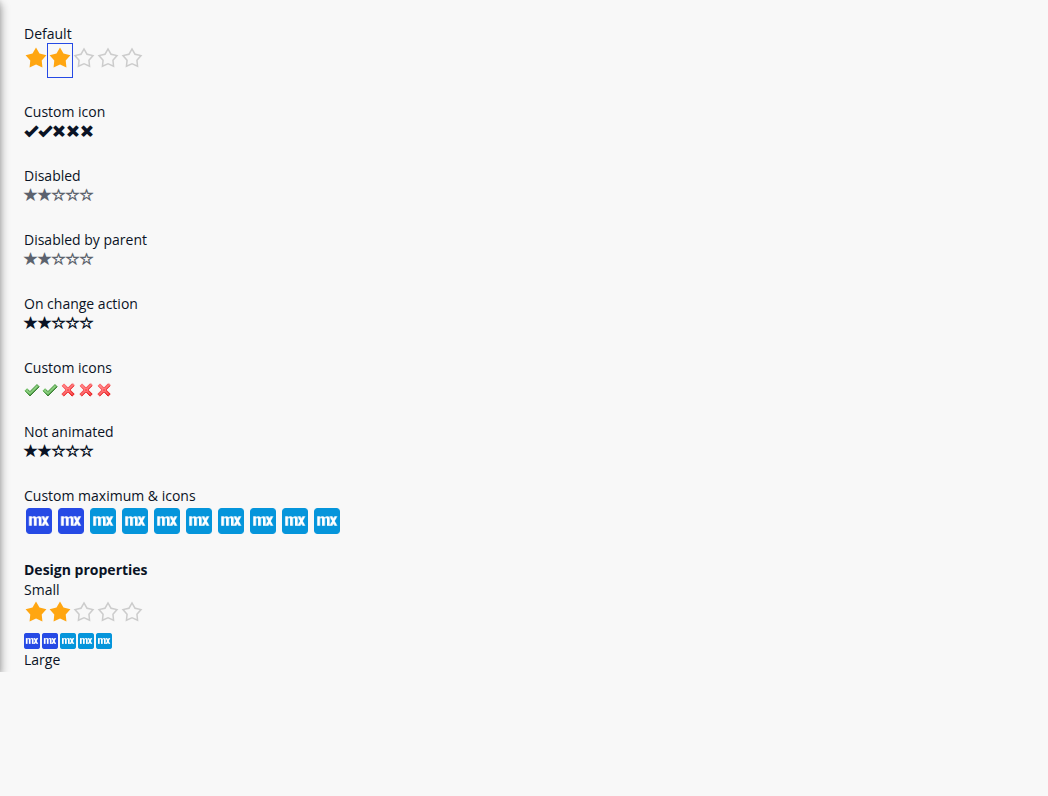 Default
Custom icon
Disabled
Disabled by parent
On change action
Custom icons
Not animated
Custom maximum & icons
mx mx mx mx mx mx mx mx mx mx
Design properties
Small
mx mx mx mx mx
Large